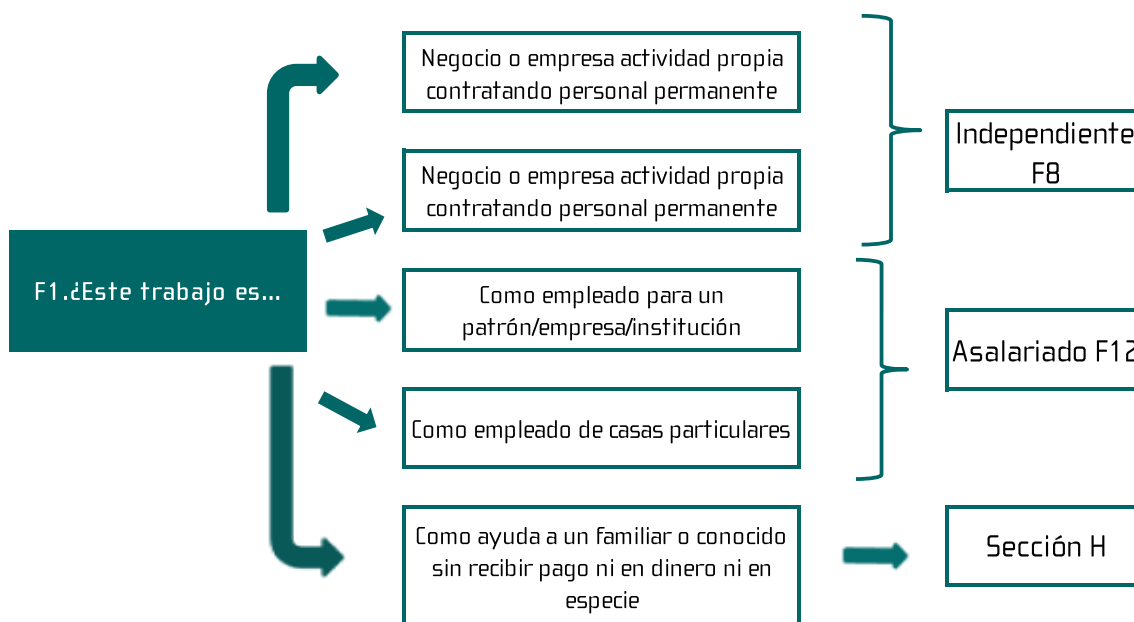 F1.¿Este trabajo es...
Negocio o empresa actividad propia
contratando personal permanente
Negocio o empresa actividad propia
contratando personal permanente
Como empleado para un
patrón/empresa/institución
Como empleado de casas particulares
Como ayuda a un familiar o conocido
sin recibir pago ni en dinero ni en
especie
Independiente
F8
Asalariado F12
Sección H